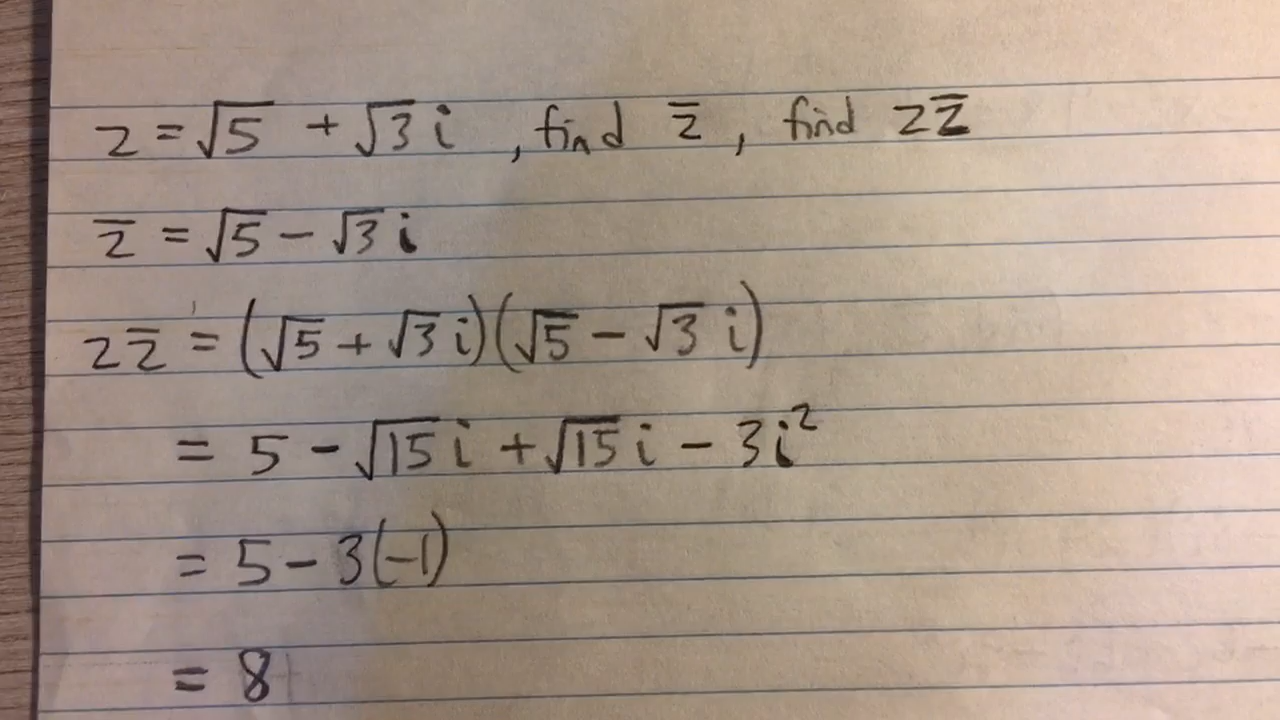 z = √5 + √3 i , find z̅ , find zz̅
z̅ = √5 − √3 i
zz̅ = (√5 + √3 i)(√5 − √3 i)
= 5 − √15 i + √15 i − 3i²
= 5 − 3(−1)
= 8